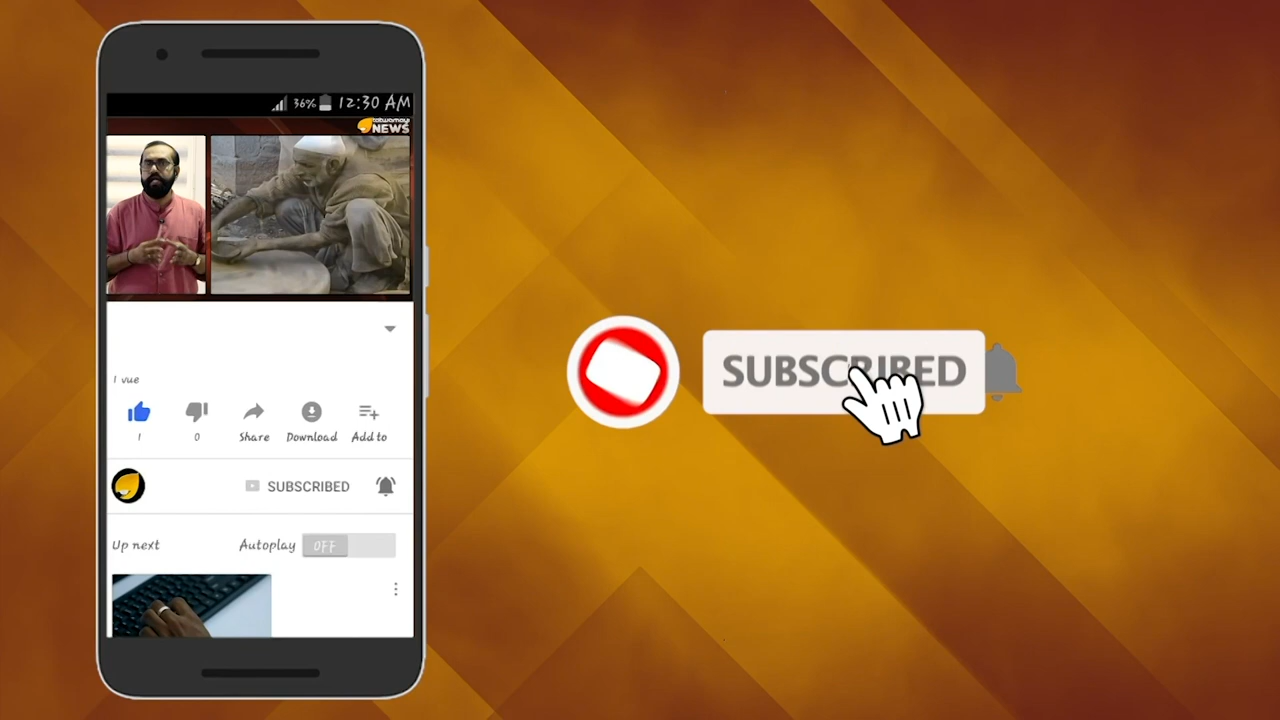 36% 12:30 AM
tatwamayi
NEWS
1 vue
1 0 Share Download Add to
SUBSCRIBED
Up next Autoplay OFF
SUBSCRIBED